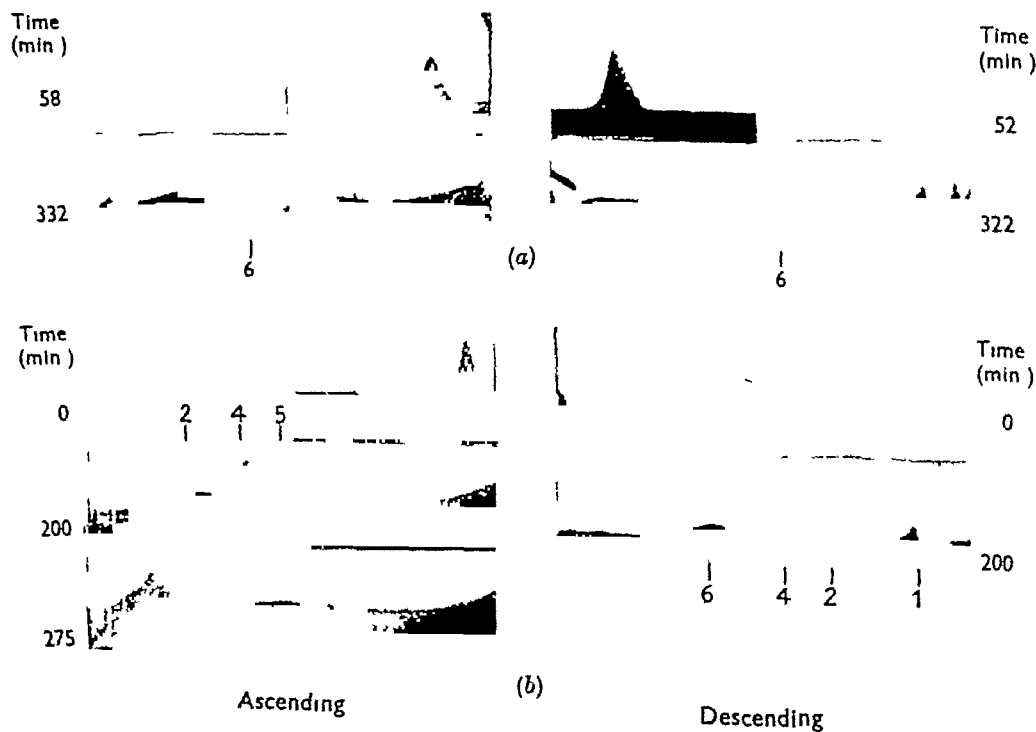 Time
(min )
58
332
6
Time
(min )
52
322
6
(a)
Time
(min )
0
2 4 5
200
275
Time
(min )
0
200
6 4 2 1
(b)
Ascending
Descending